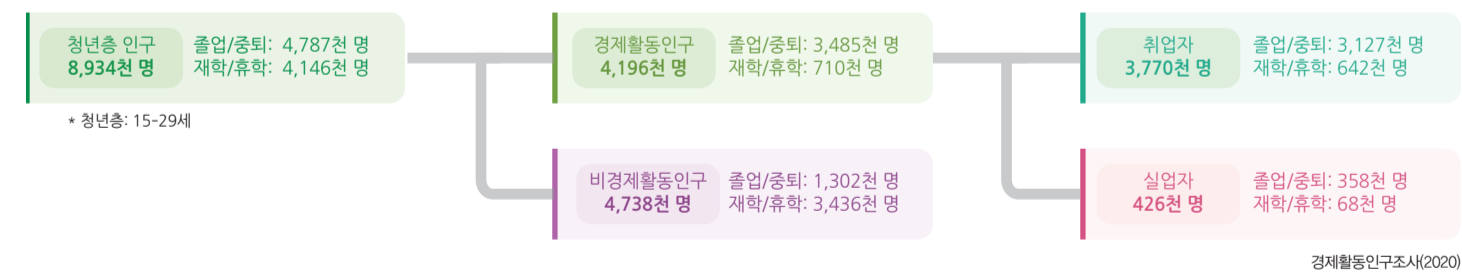 청년층 인구
8,934천 명
졸업/중퇴: 4,787천 명
재학/휴학: 4,146천 명
* 청년층: 15-29세
경제활동인구
4,196천 명
졸업/중퇴: 3,485천 명
재학/휴학: 710천 명
비경제활동인구
4,738천 명
졸업/중퇴: 1,302천 명
재학/휴학: 3,436천 명
취업자
3,770천 명
졸업/중퇴: 3,127천 명
재학/휴학: 642천 명
실업자
426천 명
졸업/중퇴: 358천 명
재학/휴학: 68천 명
경제활동인구조사(2020)